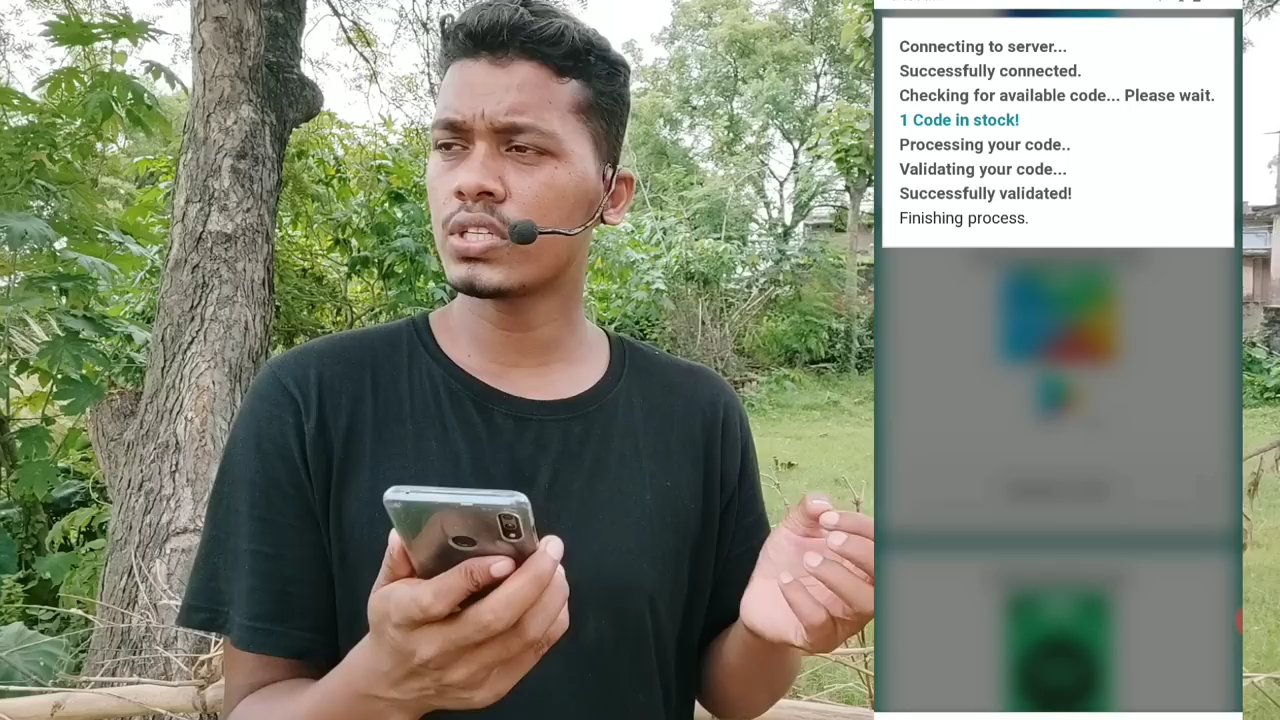 Connecting to server...
Successfully connected.
Checking for available code... Please wait.
1 Code in stock!
Processing your code..
Validating your code...
Successfully validated!
Finishing process.